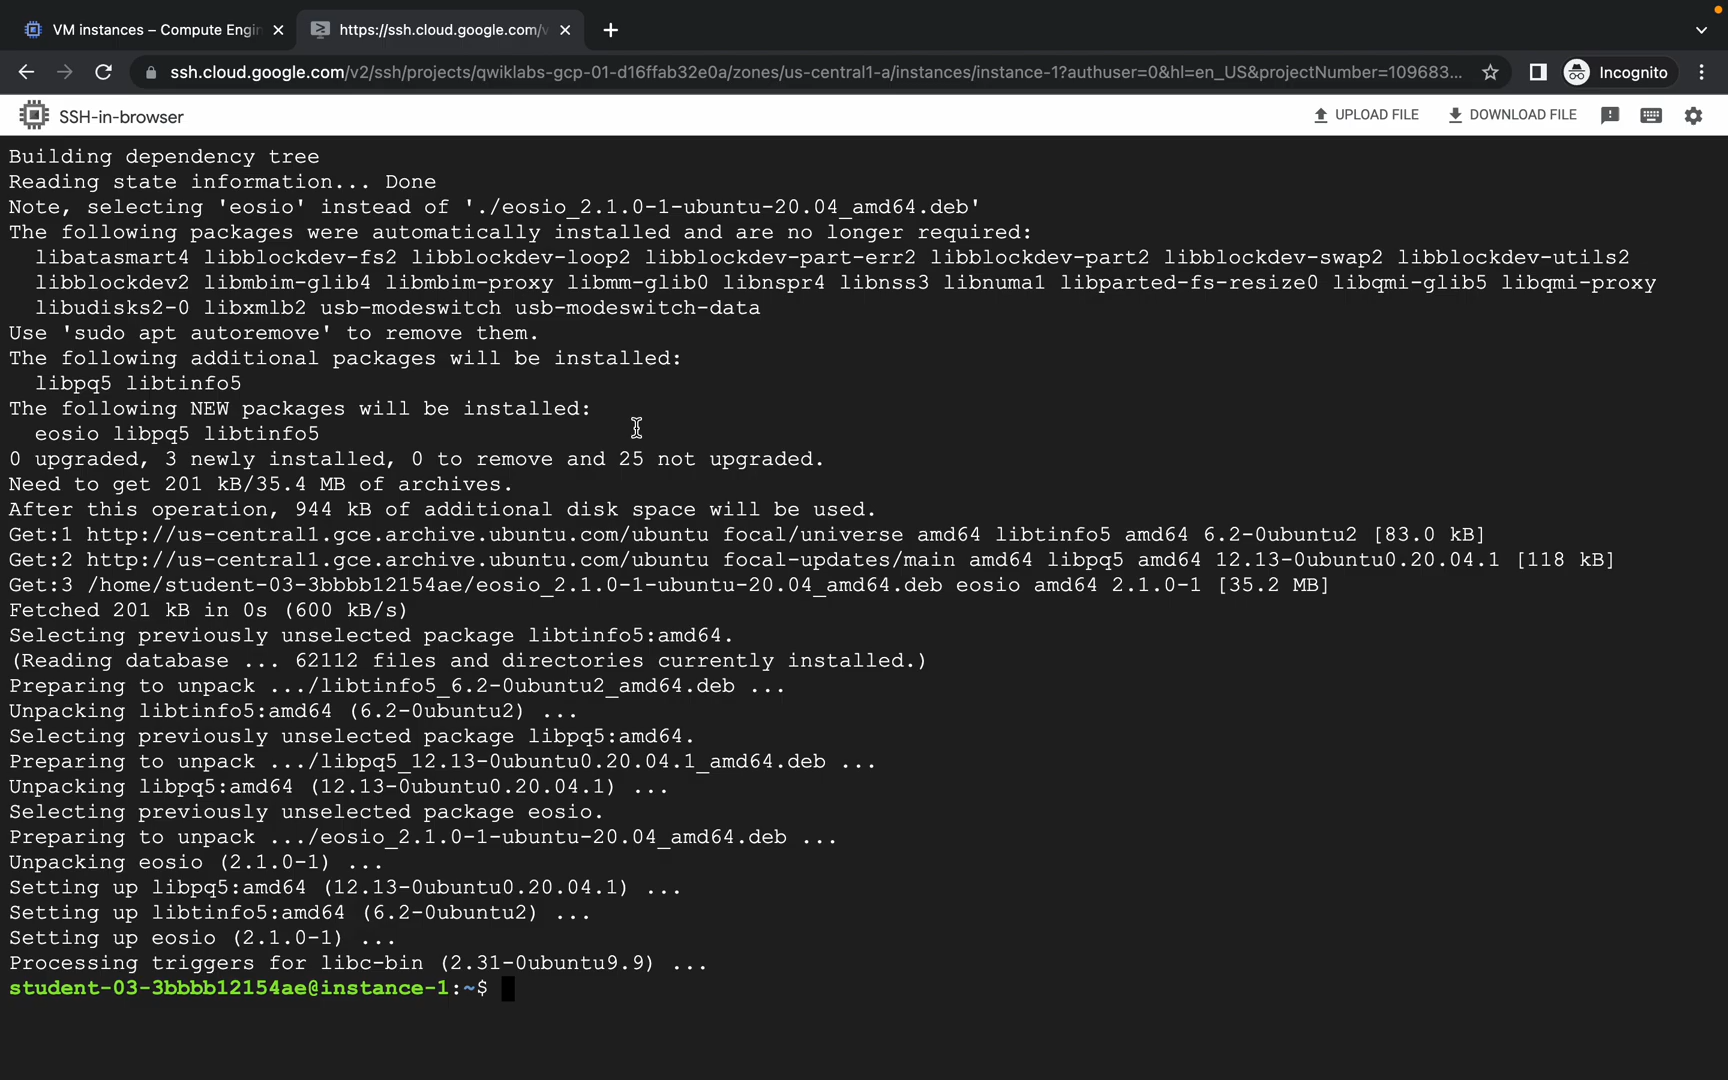 VM instances – Compute Engin
https://ssh.cloud.google.com/v
ssh.cloud.google.com/v2/ssh/projects/qwiklabs-gcp-01-d16ffab32e0a/zones/us-central1-a/instances/instance-1?authuser=0&hl=en_US&projectNumber=109683...
Incognito
SSH-in-browser
UPLOAD FILE
DOWNLOAD FILE
Building dependency tree
Reading state information... Done
Note, selecting 'eosio' instead of './eosio_2.1.0-1-ubuntu-20.04_amd64.deb'
The following packages were automatically installed and are no longer required:
libatasmart4 libblockdev-fs2 libblockdev-loop2 libblockdev-part-err2 libblockdev-part2 libblockdev-swap2 libblockdev-utils2
libblockdev2 libmbim-glib4 libmbim-proxy libmm-glib0 libnspr4 libnss3 libnuma1 libparted-fs-resize0 libqmi-glib5 libqmi-proxy
libudisks2-0 libxmlb2 usb-modeswitch usb-modeswitch-data
Use 'sudo apt autoremove' to remove them.
The following additional packages will be installed:
libpq5 libtinfo5
The following NEW packages will be installed:
eosio libpq5 libtinfo5
0 upgraded, 3 newly installed, 0 to remove and 25 not upgraded.
Need to get 201 kB/35.4 MB of archives.
After this operation, 944 kB of additional disk space will be used.
Get:1 http://us-central1.gce.archive.ubuntu.com/ubuntu focal/universe amd64 libtinfo5 amd64 6.2-0ubuntu2 [83.0 kB]
Get:2 http://us-central1.gce.archive.ubuntu.com/ubuntu focal-updates/main amd64 libpq5 amd64 12.13-0ubuntu0.20.04.1 [118 kB]
Get:3 /home/student-03-3bbbb12154ae/eosio_2.1.0-1-ubuntu-20.04_amd64.deb eosio amd64 2.1.0-1 [35.2 MB]
Fetched 201 kB in 0s (600 kB/s)
Selecting previously unselected package libtinfo5:amd64.
(Reading database ... 62112 files and directories currently installed.)
Preparing to unpack .../libtinfo5_6.2-0ubuntu2_amd64.deb ...
Unpacking libtinfo5:amd64 (6.2-0ubuntu2) ...
Selecting previously unselected package libpq5:amd64.
Preparing to unpack .../libpq5_12.13-0ubuntu0.20.04.1_amd64.deb ...
Unpacking libpq5:amd64 (12.13-0ubuntu0.20.04.1) ...
Selecting previously unselected package eosio.
Preparing to unpack .../eosio_2.1.0-1-ubuntu-20.04_amd64.deb ...
Unpacking eosio (2.1.0-1) ...
Setting up libpq5:amd64 (12.13-0ubuntu0.20.04.1) ...
Setting up libtinfo5:amd64 (6.2-0ubuntu2) ...
Setting up eosio (2.1.0-1) ...
Processing triggers for libc-bin (2.31-0ubuntu9.9) ...
student-03-3bbbb12154ae@instance-1:~$